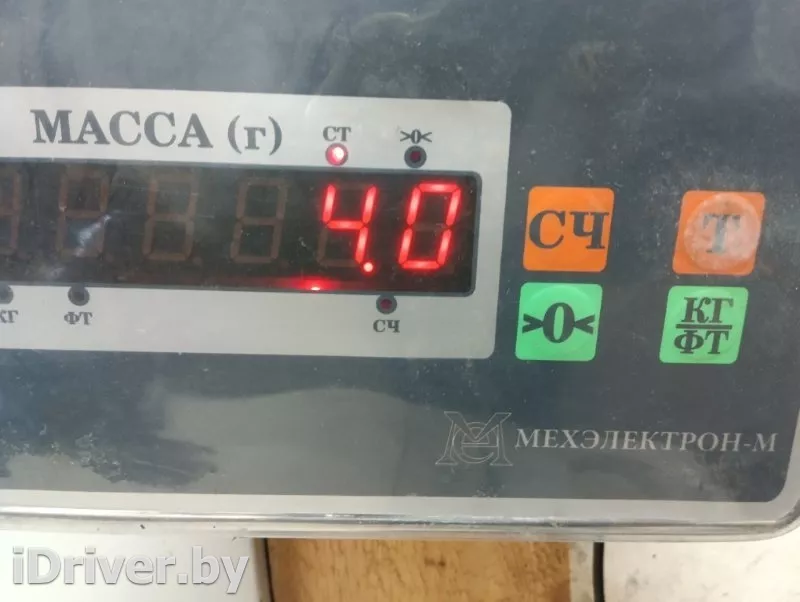 МАССА (г)
СТ
>0<
4.0
СЧ
Т
КГ
ФТ
СЧ
>0<
КГ
ФТ
МЕХЭЛЕКТРОН-М
iDriver.by